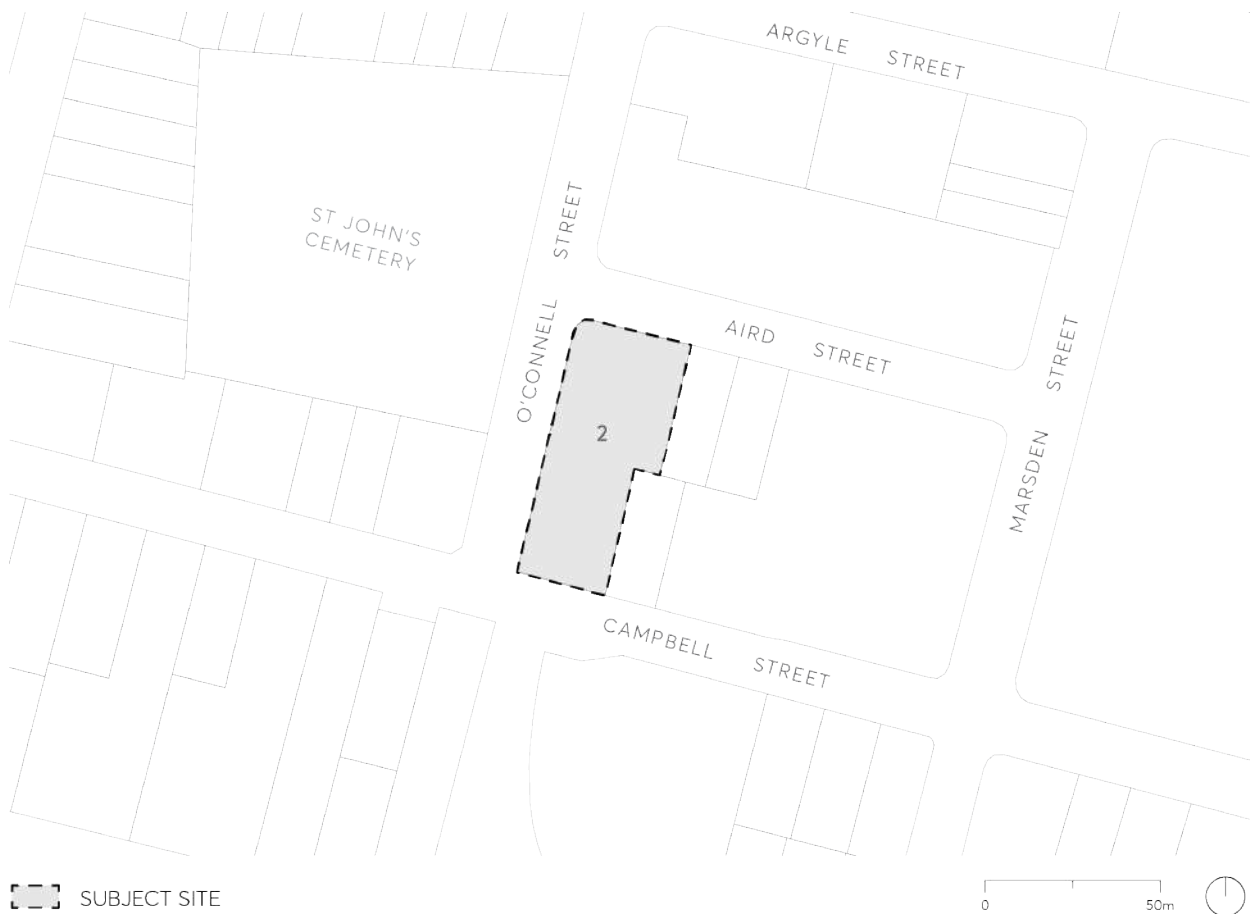 ARGYLE STREET
ST JOHN'S
CEMETERY
O'CONNELL STREET
AIRD STREET
MARSDEN STREET
2
CAMPBELL STREET
SUBJECT SITE
0 50m